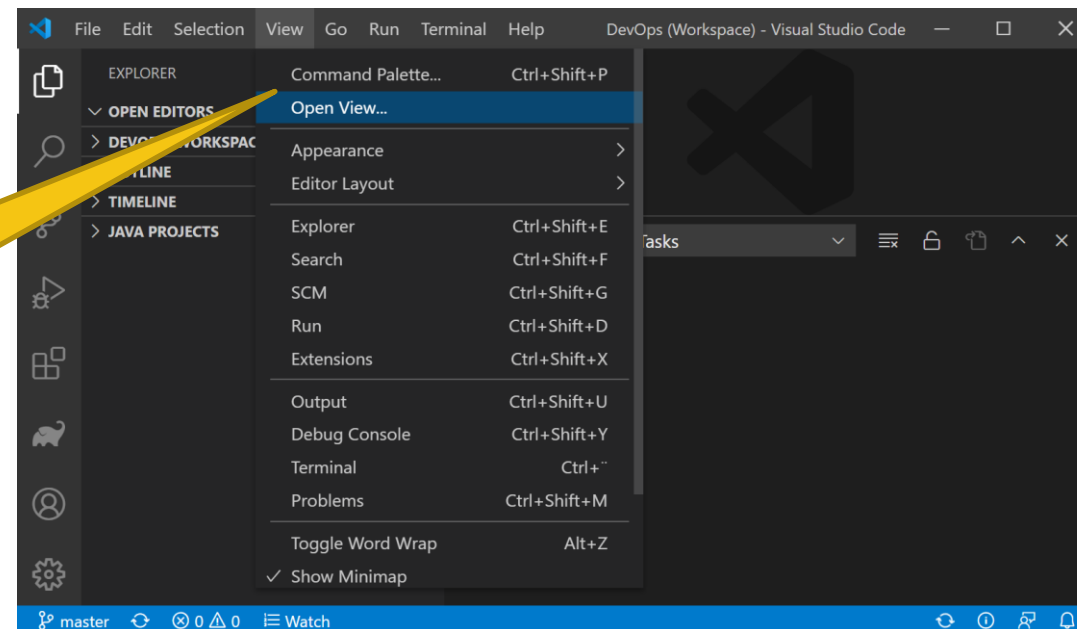 File Edit Selection View Go Run Terminal Help DevOps (Workspace) - Visual Studio Code
EXPLORER
OPEN EDITORS
TIMELINE
JAVA PROJECTS
Command Palette... Ctrl+Shift+P
Open View...
Appearance
Editor Layout
Explorer Ctrl+Shift+E
Search Ctrl+Shift+F
SCM Ctrl+Shift+G
Run Ctrl+Shift+D
Extensions Ctrl+Shift+X
Output Ctrl+Shift+U
Debug Console Ctrl+Shift+Y
Terminal Ctrl+¨
Problems Ctrl+Shift+M
Toggle Word Wrap Alt+Z
Show Minimap
Tasks
master 0 0 Watch